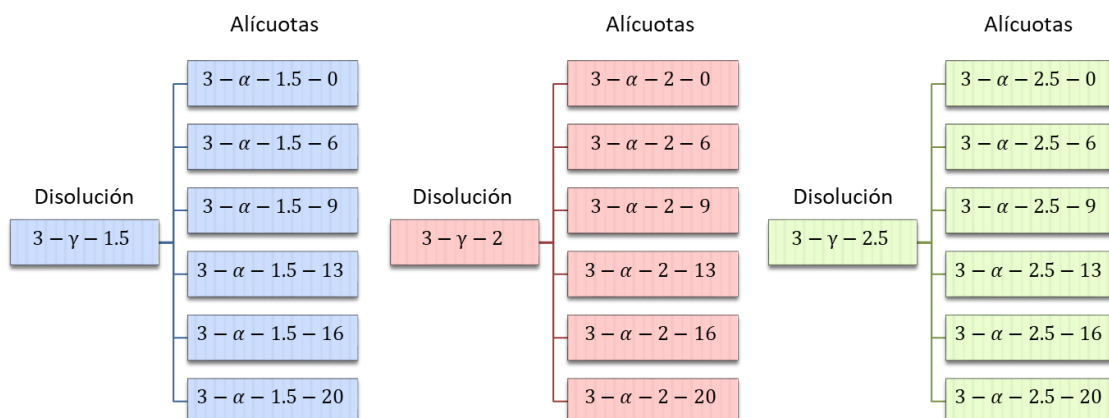 Alícuotas
3 − α − 1.5 − 0
3 − α − 1.5 − 6
3 − α − 1.5 − 9
3 − α − 1.5 − 13
3 − α − 1.5 − 16
3 − α − 1.5 − 20
Disolución
3 − γ − 1.5
Alícuotas
3 − α − 2 − 0
3 − α − 2 − 6
3 − α − 2 − 9
3 − α − 2 − 13
3 − α − 2 − 16
3 − α − 2 − 20
Disolución
3 − γ − 2
Alícuotas
3 − α − 2.5 − 0
3 − α − 2.5 − 6
3 − α − 2.5 − 9
3 − α − 2.5 − 13
3 − α − 2.5 − 16
3 − α − 2.5 − 20
Disolución
3 − γ − 2.5